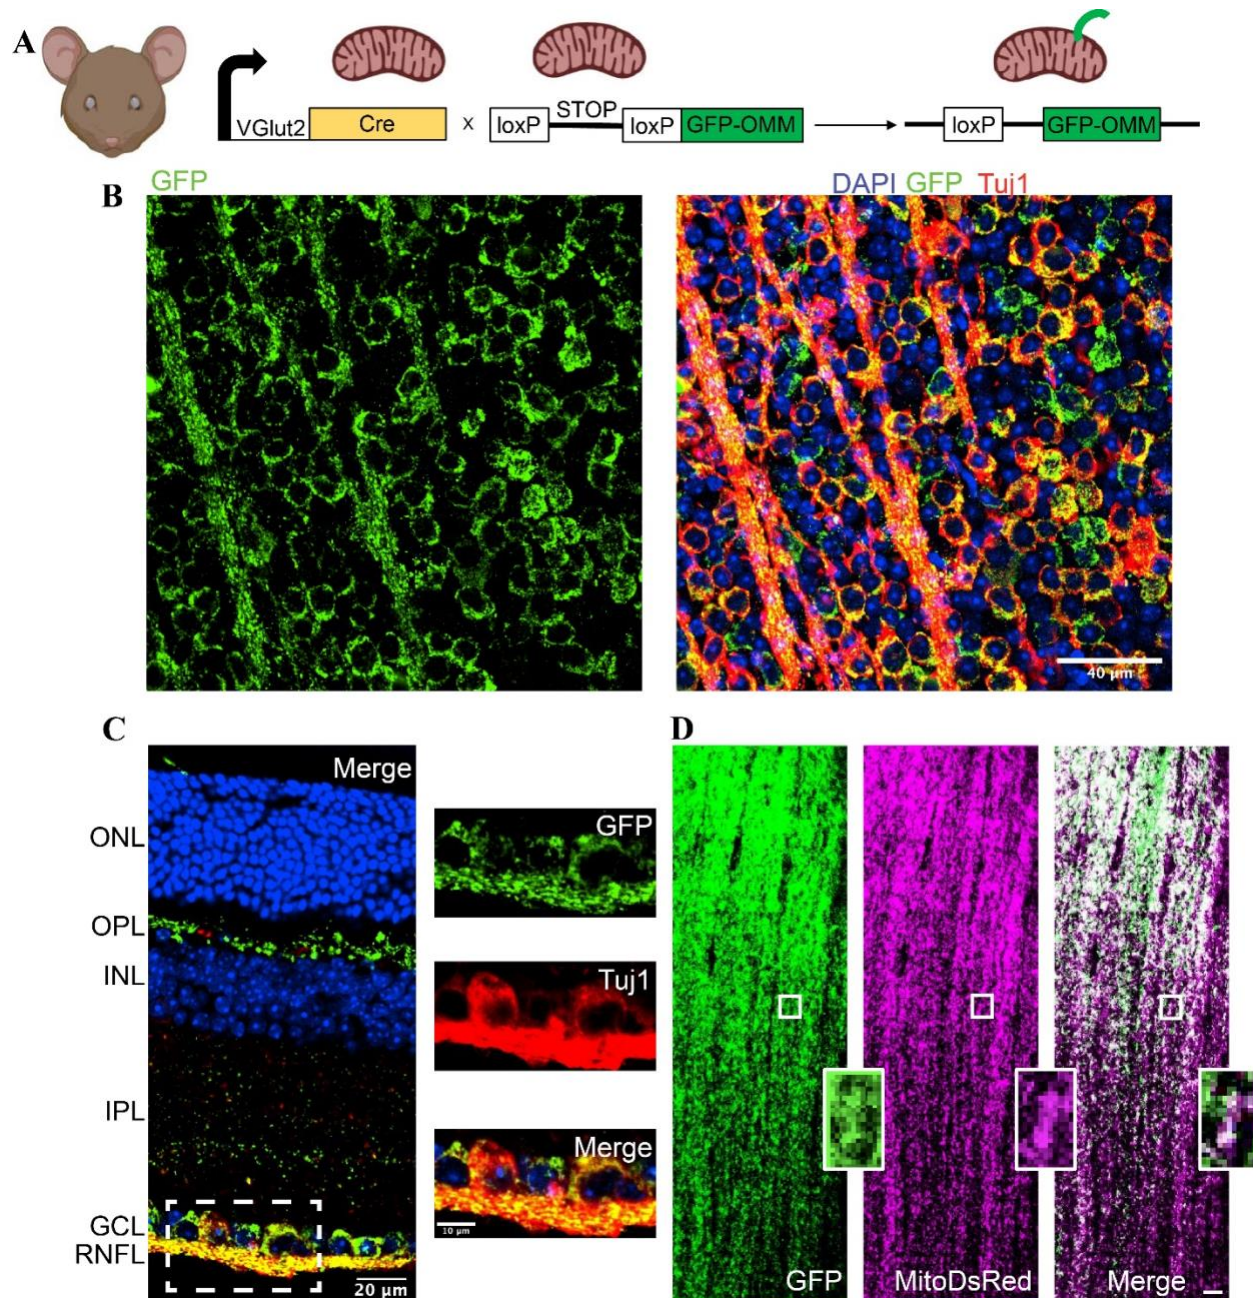 A
VGlut2 Cre x loxP STOP loxP GFP-OMM loxP GFP-OMM
B
GFP
DAPI GFP Tuj1
40 µm
C
Merge
ONL
OPL
INL
IPL
GCL
RNFL
20 µm
GFP
Tuj1
Merge
10 µm
D
GFP
MitoDsRed
Merge